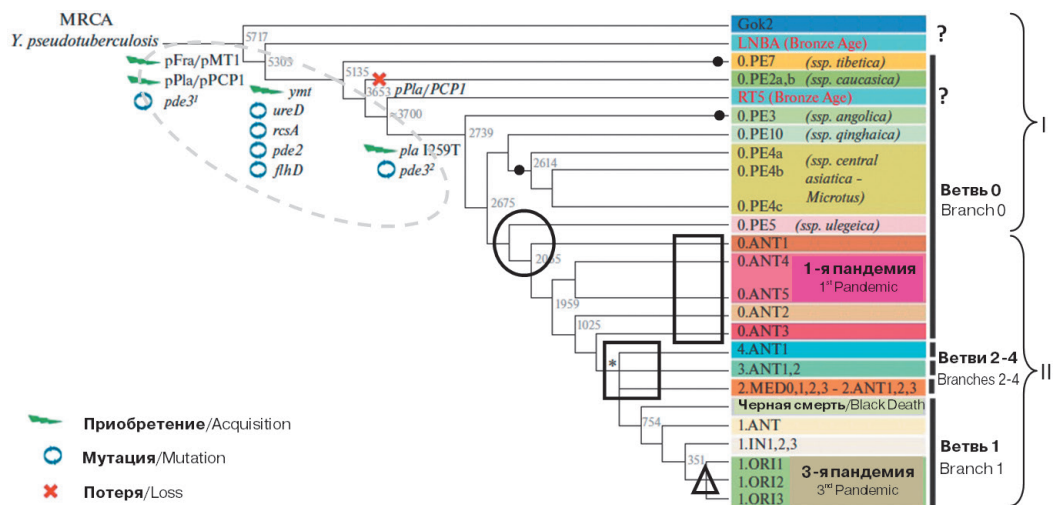 MRCA
Y. pseudotuberculosis
pFra/pMT1
pPla/pPCP1
pde3¹
5717
5303
ymt
ureD
rcsA
pde2
flhD
5135
3653
pPla/PCP1
3700
pla I259T
pde3²
2739
2614
2675
2085
1959
1025
*
754
351
Gok2
LNBA (Bronze Age)
0.PE7 (ssp. tibetica)
0.PE2a,b (ssp. caucasica)
RT5 (Bronze Age)
0.PE3 (ssp. angolica)
0.PE10 (ssp. qinghaica)
0.PE4a (ssp. central
0.PE4b asiatica –
Microtus)
0.PE4c
0.PE5 (ssp. ulegeica)
0.ANT1
0.ANT4
0.ANT5
1-я пандемия
1st Pandemic
0.ANT2
0.ANT3
4.ANT1
3.ANT1,2
2.MED0,1,2,3 - 2.ANT1,2,3
Черная смерть/Black Death
1.ANT
1.IN1,2,3
1.ORI1
1.ORI2
1.ORI3
3-я пандемия
3nd Pandemic
?
?
Ветвь 0
Branch 0
Ветви 2-4
Branches 2-4
Ветвь 1
Branch 1
I
II
Приобретение/Acquisition
Мутация/Mutation
Потеря/Loss